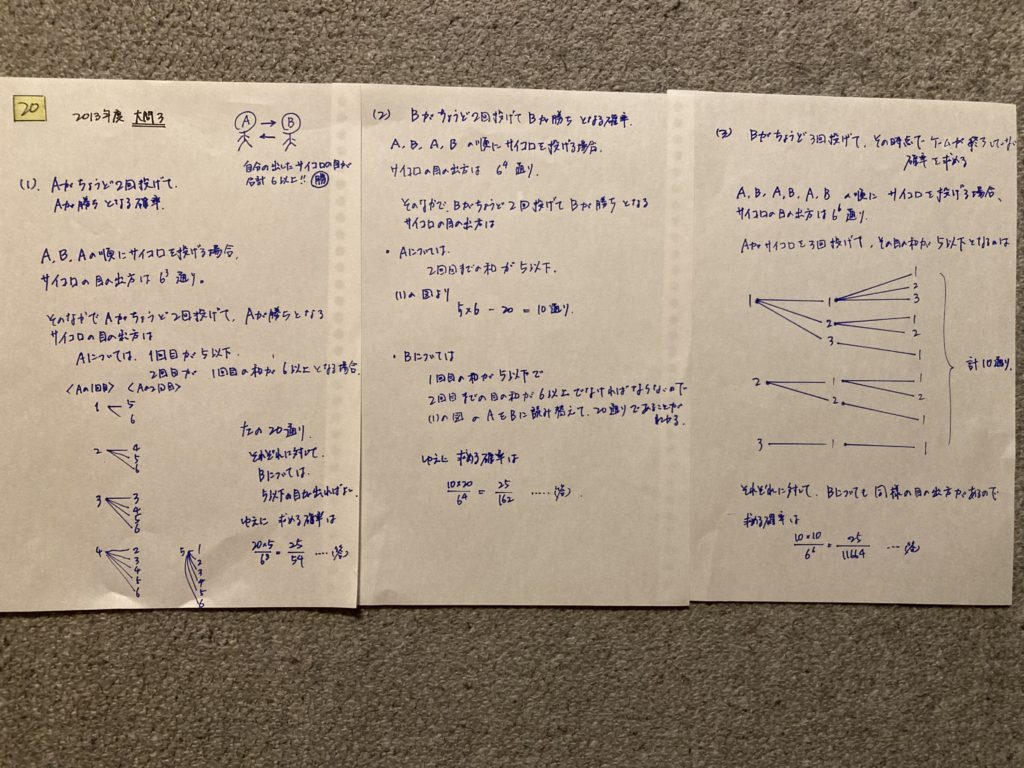 20
2013年度 大問3
A B
自分の出したサイコロの目が
合計6以上!! 勝
(1). Aがちょうど2回投げて、
Aが勝ちとなる確率.
A, B, Aの順にサイコロを投げる場合、
サイコロの目の出方は 6³ 通り。
そのなかでAがちょうど2回投げて、Aが勝ちとなる
サイコロの目の出方は
Aについては、1回目が5以下.
2回目が 1回目の和が6以上となる場合.
<Aの1回目> <Aの2回目>
1 5
6
2 4
5
6
3 3
4
5
6
4 2
3
4
5
6
5 1
2
3
4
5
6
左の20通り.
それぞれに対して、
Bについては、
5以下の目が出ればよい.
ゆえに 求める確率は
20×5/6³ = 25/54 ····(答)
(2) Bがちょうど2回投げてBが勝ちとなる確率.
A, B, A, B の順にサイコロを投げる場合.
サイコロの目の出方は 6⁴ 通り.
そのなかで、Bがちょうど2回投げてBが勝ちとなる
サイコロの目の出方は
・Aについては、
2回目までの和が5以下.
(1)の図より
5×6 - 20 = 10通り.
・Bについては
1回目の和が5以下で
2回目までの目の和が6以上でなければならないので
(1)の図のAをBに読み替えて、20通りであることが
わかる.
ゆえに 求める確率は
10×20/6⁴ = 25/162 ·····(答).
(3) Bがちょうど3回投げて、その時点でゲームが終了していない
確率を求める
A, B, A, B, A, B の順に サイコロを投げる場合、
サイコロの目の出方は 6⁶ 通り.
Aがサイコロを3回投げて、その目の和が5以下となるのは
1 1 1
2
3
2 1
2
3 1
2 1 1
2
2 1
3 1 1
計10通り.
それぞれに対して、Bについても同様の目の出方があるので
求める確率は
10×10/6⁶ = 25/11664 ····(答)